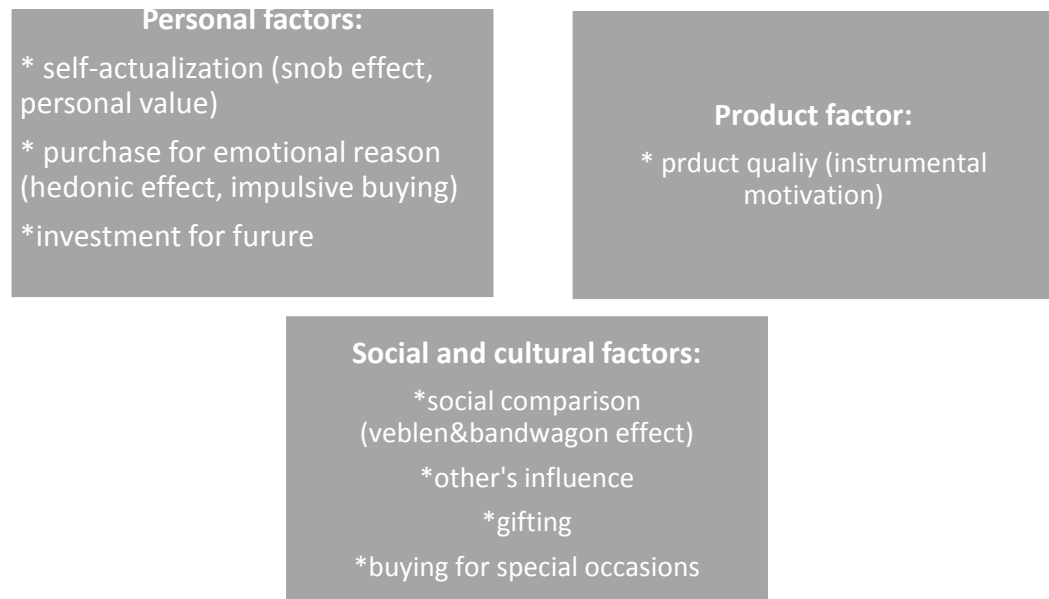 Personal factors:
* self-actualization (snob effect,
personal value)
* purchase for emotional reason
(hedonic effect, impulsive buying)
*investment for furure
Product factor:
* prduct qualiy (instrumental
motivation)
Social and cultural factors:
*social comparison
(veblen&bandwagon effect)
*other's influence
*gifting
*buying for special occasions